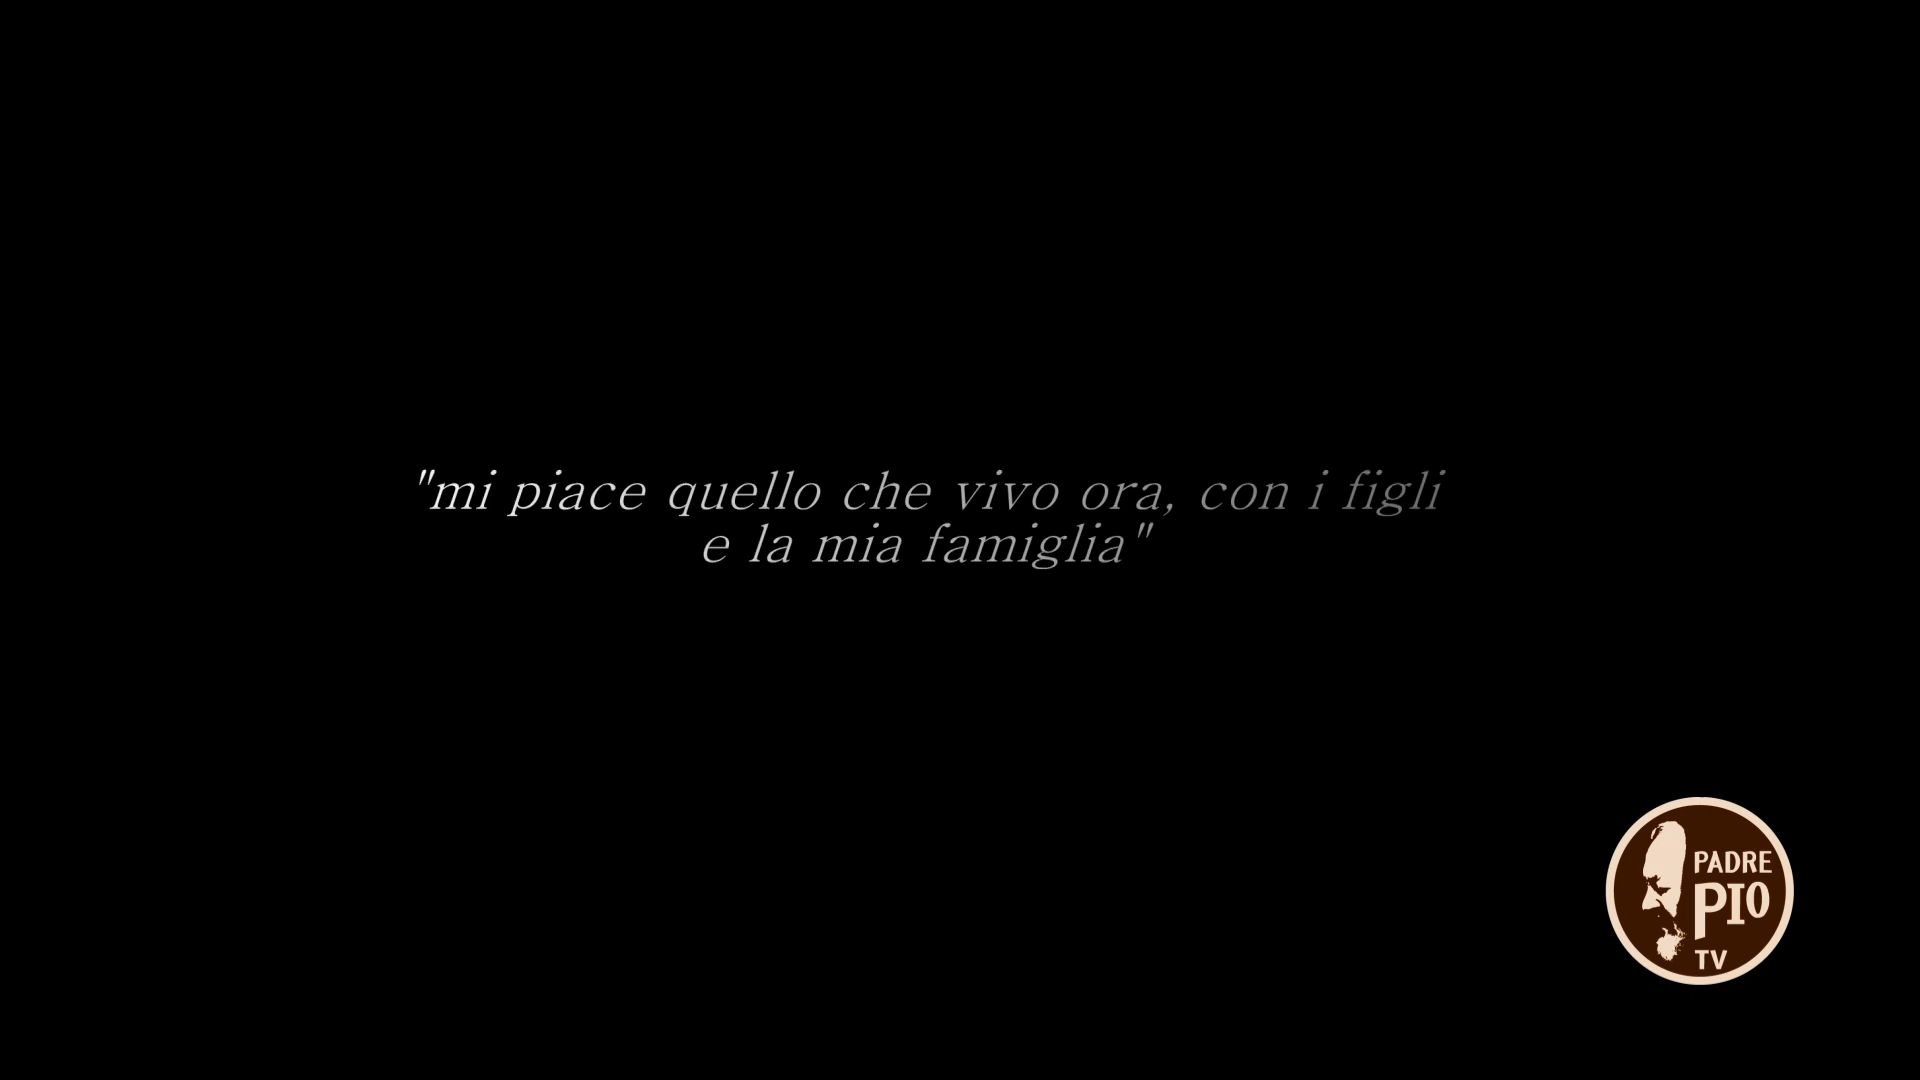 "mi piace quello che vivo ora, con i figli
e la mia famiglia"
PADRE
PIO
TV